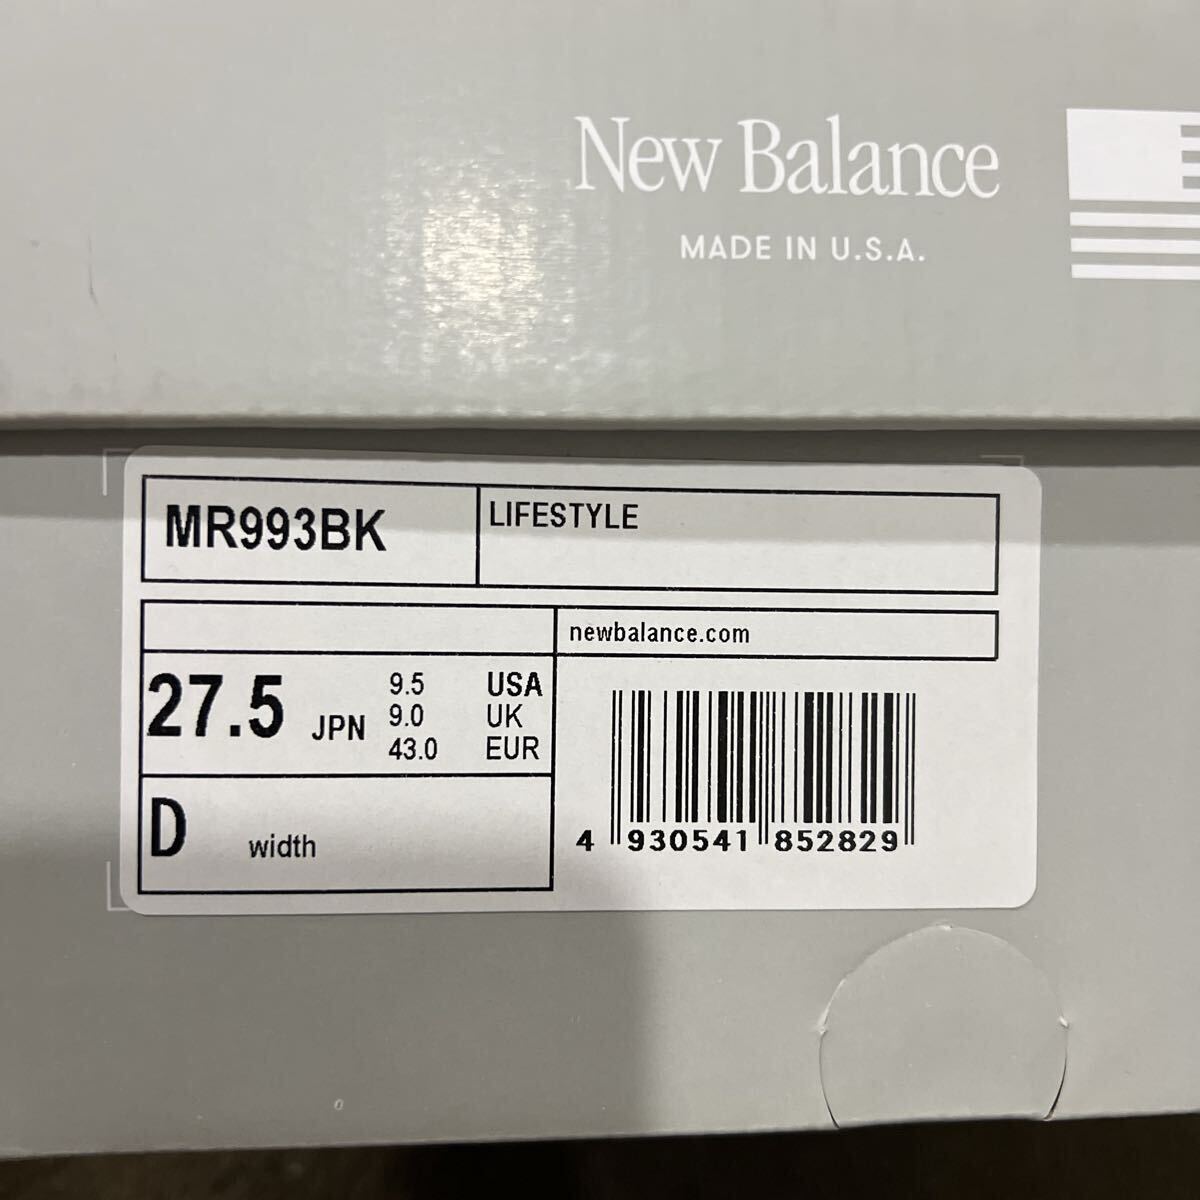 New Balance
MADE IN U.S.A.
MR993BK
LIFESTYLE
newbalance.com
27.5 JPN
9.5 USA
9.0 UK
43.0 EUR
D width
4 930541 852829